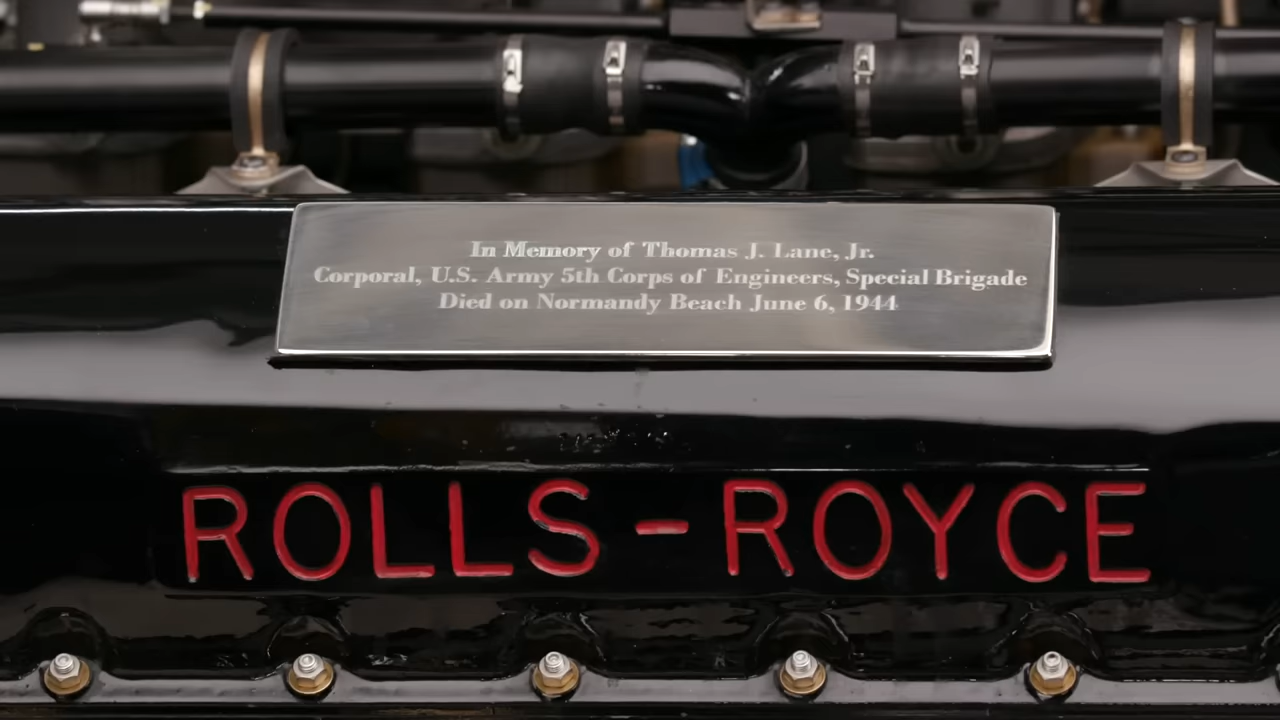 In Memory of Thomas J. Lane, Jr.
Corporal, U.S. Army 5th Corps of Engineers, Special Brigade
Died on Normandy Beach June 6, 1944
ROLLS-ROYCE